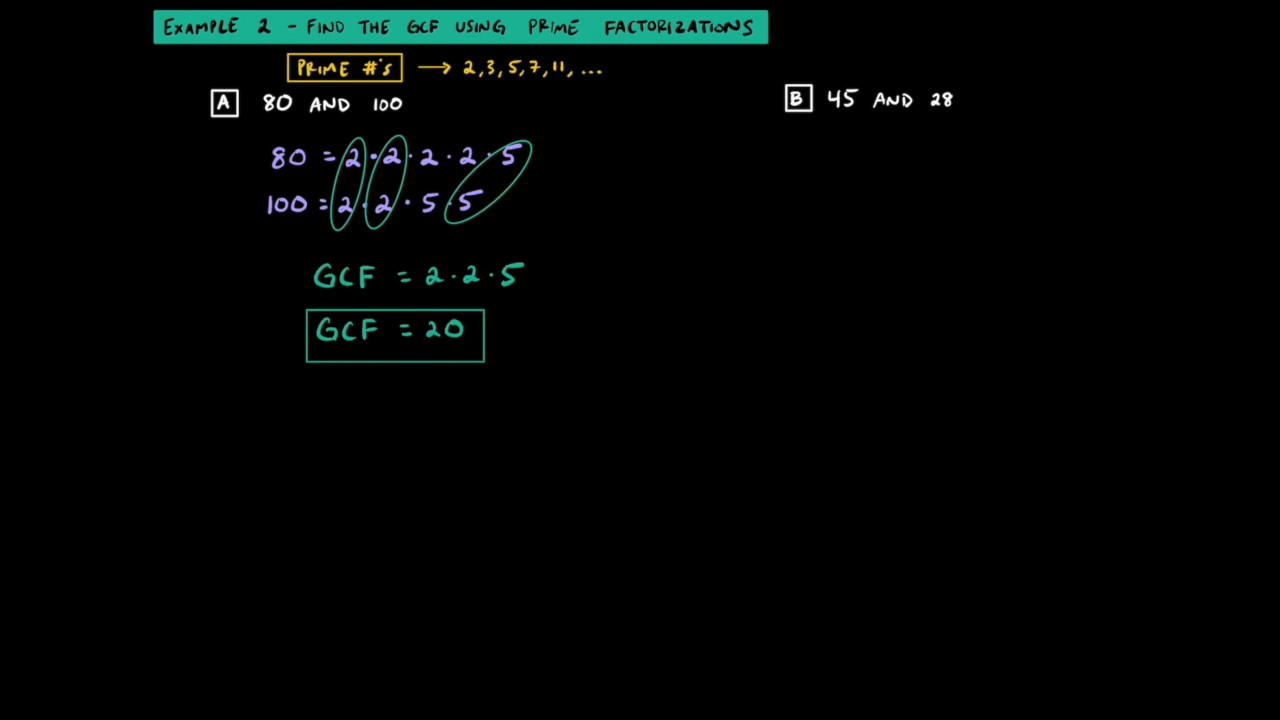 EXAMPLE 2 - FIND THE GCF USING PRIME FACTORIZATIONS
PRIME #'S → 2,3,5,7,11, ...
A 80 AND 100
80 = 2 · 2 · 2 · 2 · 5
100 = 2 · 2 · 5 · 5
GCF = 2 · 2 · 5
GCF = 20
B 45 AND 28